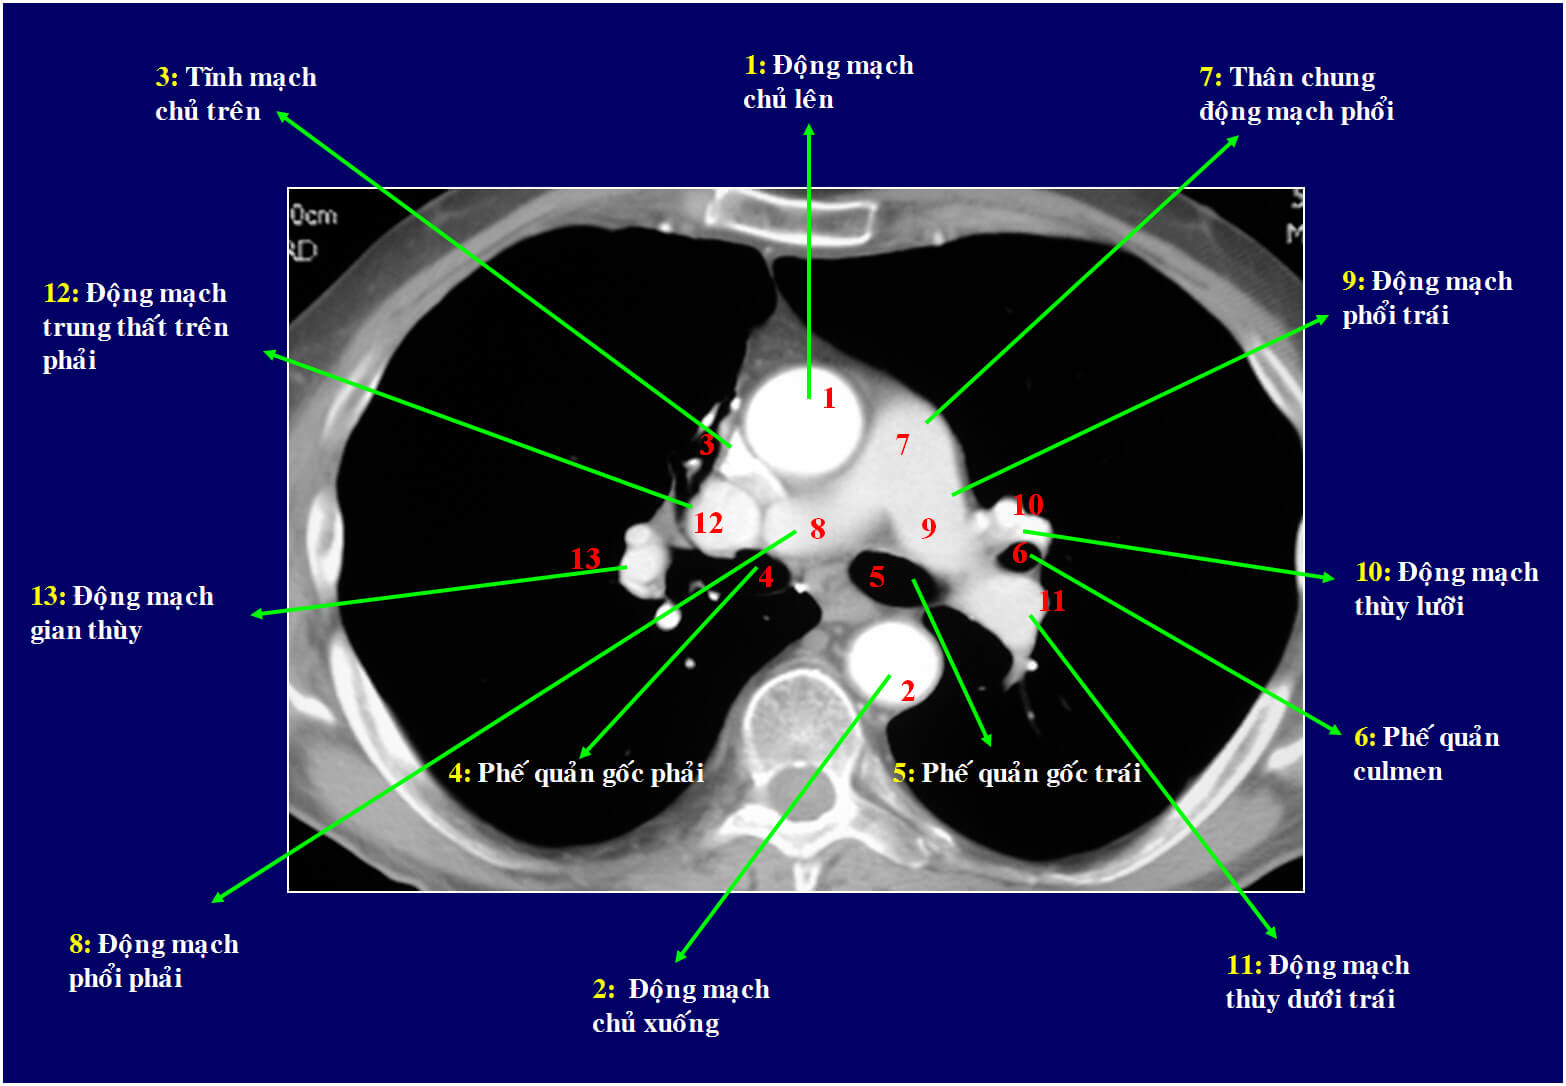 3: Tĩnh mạch
chủ trên
1: Động mạch
chủ lên
7: Thân chung
động mạch phổi
0cm
RD
S
M
12: Động mạch
trung thất trên
phải
9: Động mạch
phổi trái
1
3
7
12
8
9
10
13
4
5
6
11
2
13: Động mạch
gian thùy
10: Động mạch
thùy lưỡi
4: Phế quản gốc phải
5: Phế quản gốc trái
6: Phế quản
culmen
8: Động mạch
phổi phải
2: Động mạch
chủ xuống
11: Động mạch
thùy dưới trái